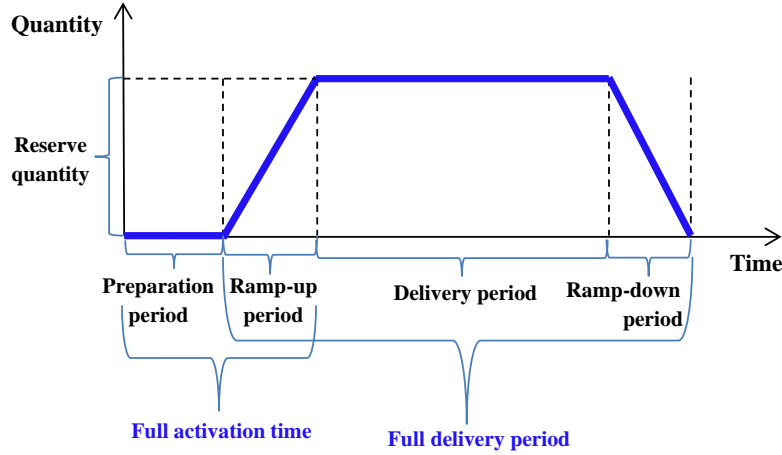 Quantity
Reserve
quantity
Time
Preparation
period
Ramp-up
period
Delivery period
Ramp-down
period
Full activation time
Full delivery period